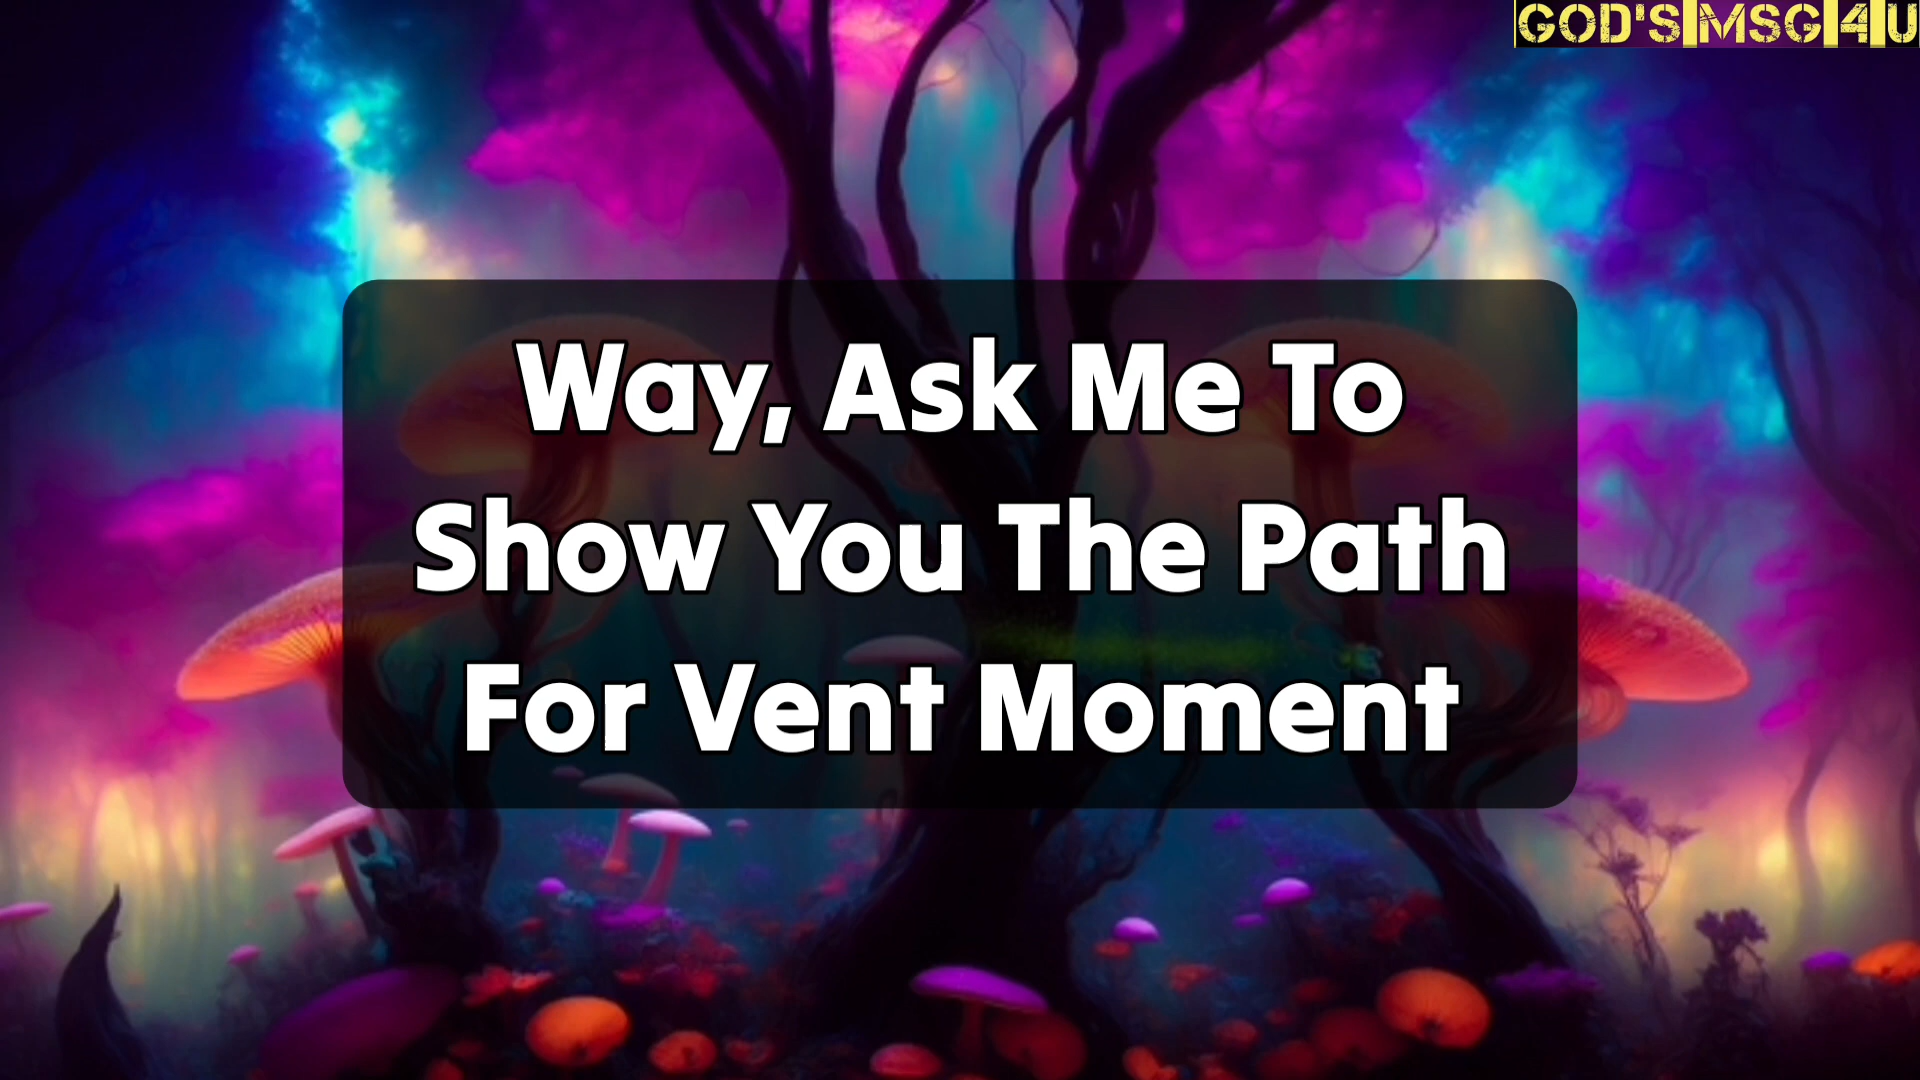 GOD'S MSG 4 U
Way, Ask Me To
Show You The Path
For Vent Moment